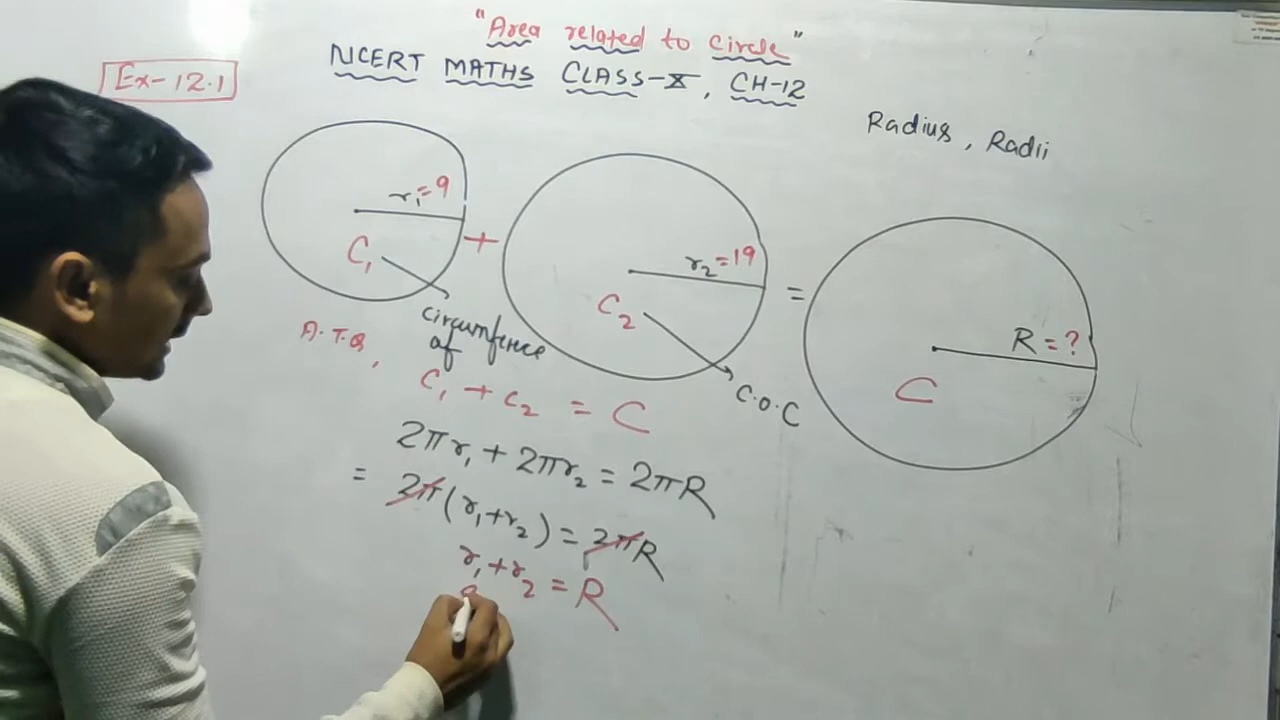 "Area related to circle"
NCERT MATHS CLASS-X, CH-12
Ex-12.1
Radius, Radii
r₁=9
C₁
+
r₂=19
C₂
=
R=?
C
circumference
of
C.O.C
A.T.Q,
C₁ + C₂ = C
2πr₁ + 2πr₂ = 2πR
= 2π(r₁+r₂) = 2πR
r₁+r₂ = R